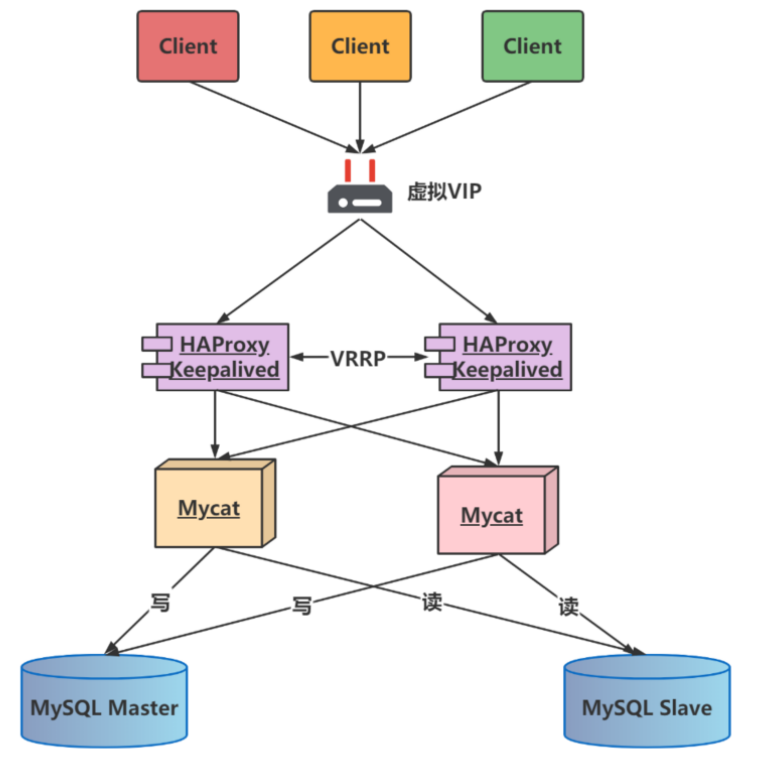 Client
Client
Client
虚拟VIP
HAProxy
Keepalived
VRRP
HAProxy
Keepalived
Mycat
Mycat
写
写
读
读
MySQL Master
MySQL Slave